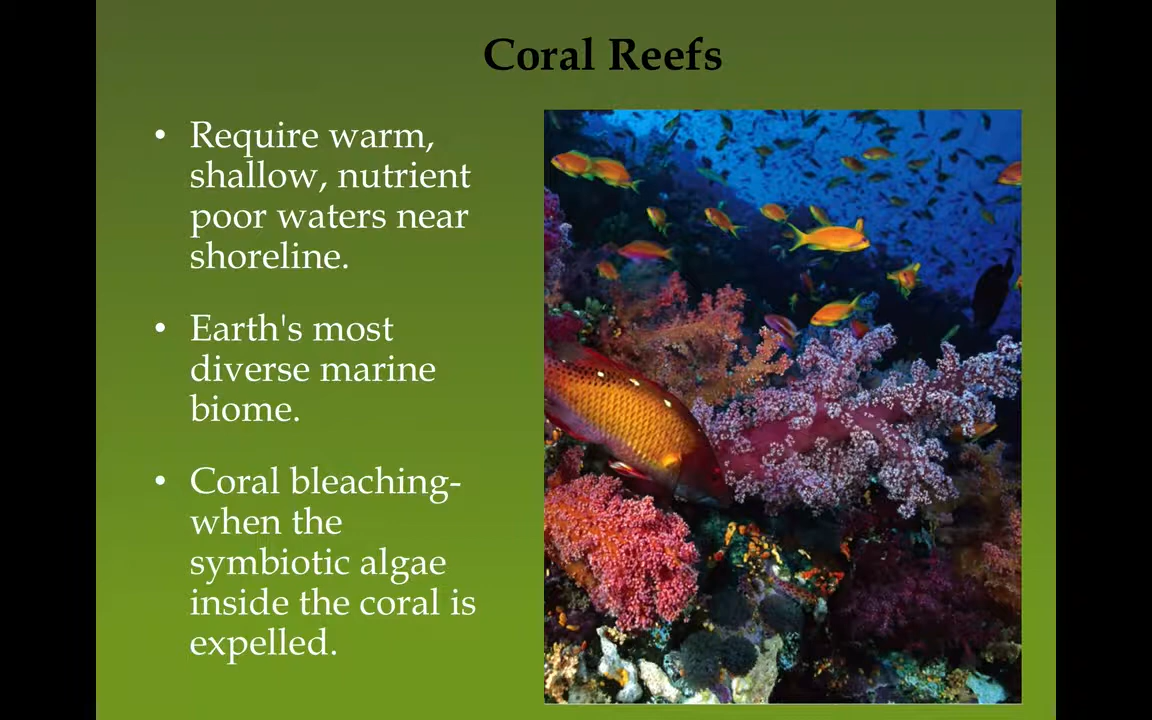 Coral Reefs
• Require warm,
shallow, nutrient
poor waters near
shoreline.
• Earth's most
diverse marine
biome.
• Coral bleaching-
when the
symbiotic algae
inside the coral is
expelled.